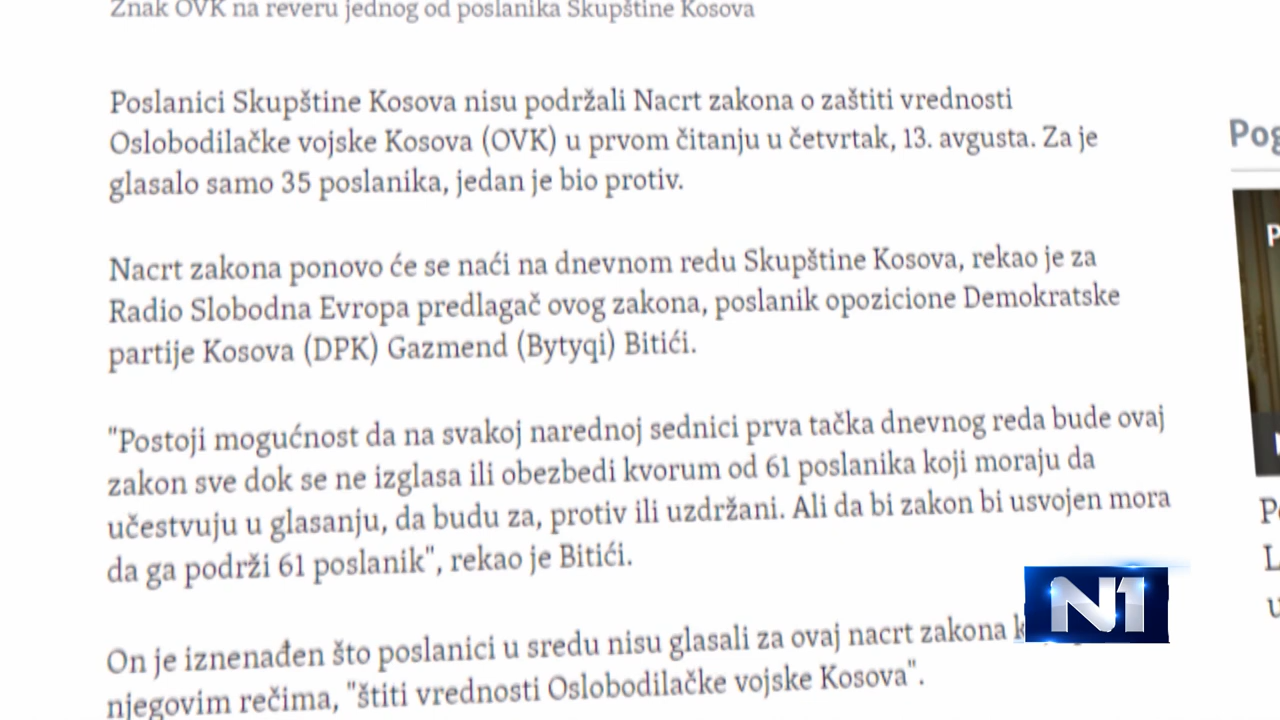 Znak OVK na reveru jednog od poslanika Skupštine Kosova
Poslanici Skupštine Kosova nisu podržali Nacrt zakona o zaštiti vrednosti
Oslobodilačke vojske Kosova (OVK) u prvom čitanju u četvrtak, 13. avgusta. Za je
glasalo samo 35 poslanika, jedan je bio protiv.
Nacrt zakona ponovo će se naći na dnevnom redu Skupštine Kosova, rekao je za
Radio Slobodna Evropa predlagač ovog zakona, poslanik opozicione Demokratske
partije Kosova (DPK) Gazmend (Bytyqi) Bitići.
"Postoji mogućnost da na svakoj narednoj sednici prva tačka dnevnog reda bude ovaj
zakon sve dok se ne izglasa ili obezbedi kvorum od 61 poslanika koji moraju da
učestvuju u glasanju, da budu za, protiv ili uzdržani. Ali da bi zakon bi usvojen mora
da ga podrži 61 poslanik", rekao je Bitići.
On je iznenađen što poslanici u sredu nisu glasali za ovaj nacrt zakona
njegovim rečima, "štiti vrednosti Oslobodilačke vojske Kosova".
N1